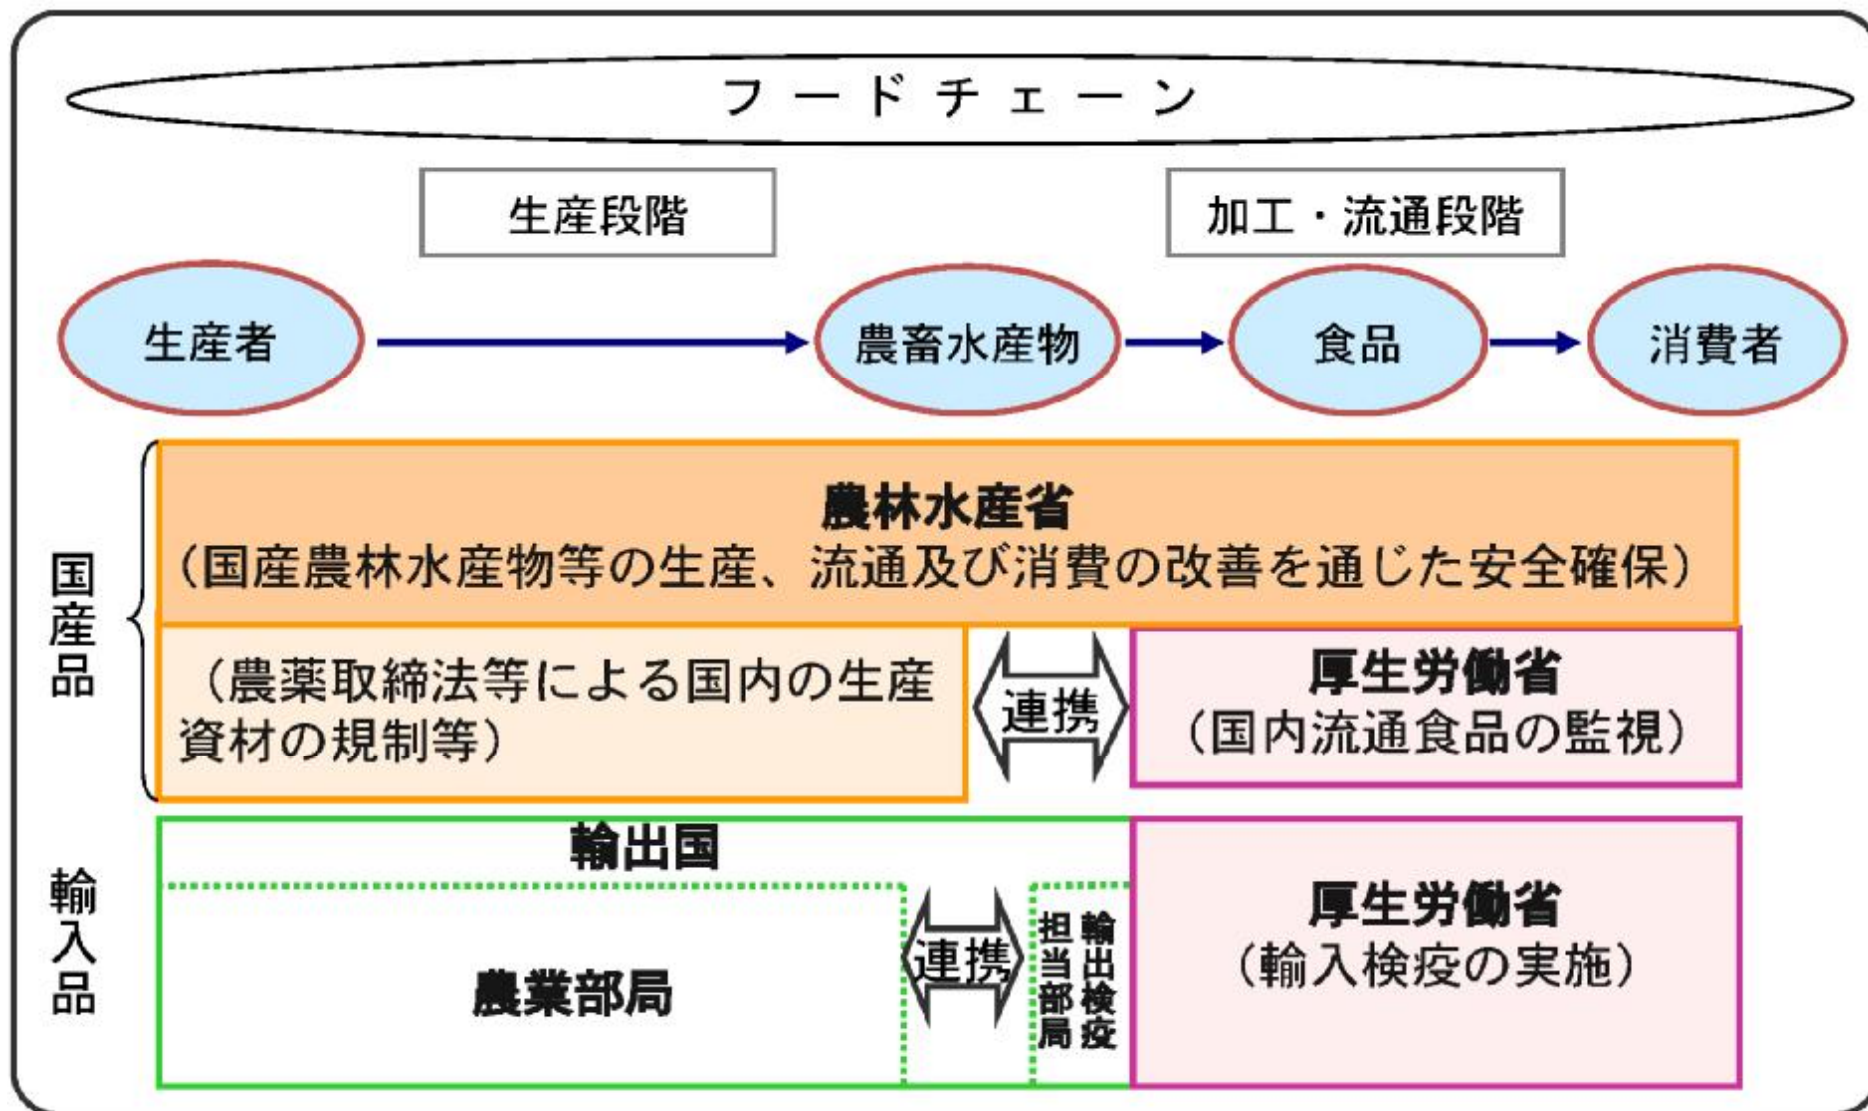 フードチェーン
生産段階
加工・流通段階
生産者
農畜水産物
食品
消費者
国産品
農林水産省
（国産農林水産物等の生産、流通及び消費の改善を通じた安全確保）
（農薬取締法等による国内の生産
資材の規制等）
連携
厚生労働省
（国内流通食品の監視）
輸入品
輸出国
農業部局
連携
輸出検疫
担当部局
厚生労働省
（輸入検疫の実施）